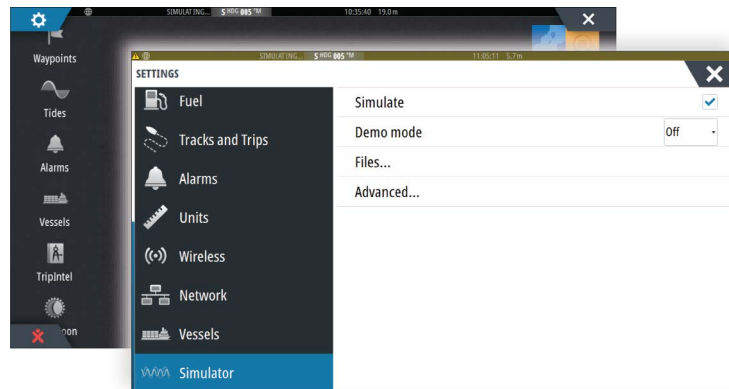 SIMULATING... S HDG 005 °M 10:35:40 19.0 m
Waypoints
Tides
Alarms
Vessels
TripIntel
oon
SIMULATING... S HDG 005 °M 11:05:11 5.7 m
SETTINGS
Fuel
Tracks and Trips
Alarms
Units
Wireless
Network
Vessels
Simulator
Simulate
Demo mode Off
Files...
Advanced...